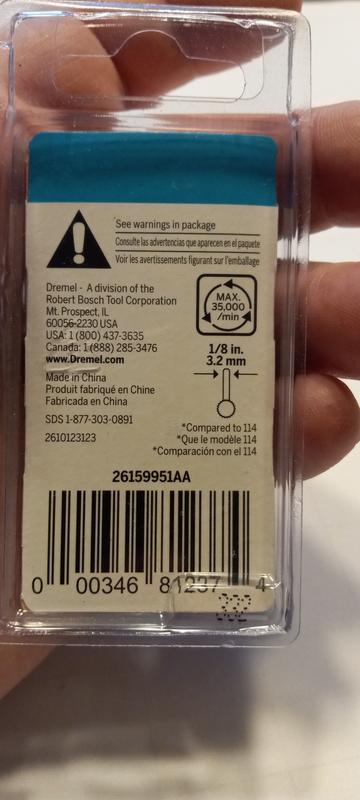 See warnings in package
Consulte las advertencias que aparecen en el paquete
Voir les avertissements figurant sur l'emballage
Dremel - A division of the
Robert Bosch Tool Corporation
Mt. Prospect, IL
60056-2230 USA
USA: 1 (800) 437-3635
Canada: 1 (888) 285-3476
www.Dremel.com
MAX.
35,000
/min
1/8 in.
3.2 mm
Made in China
Produit fabriqué en Chine
Fabricada en China
SDS 1-877-303-0891
2610123123
*Compared to 114
*Que le modèle 114
*Comparación con el 114
26159951AA
0 00346 81237 4